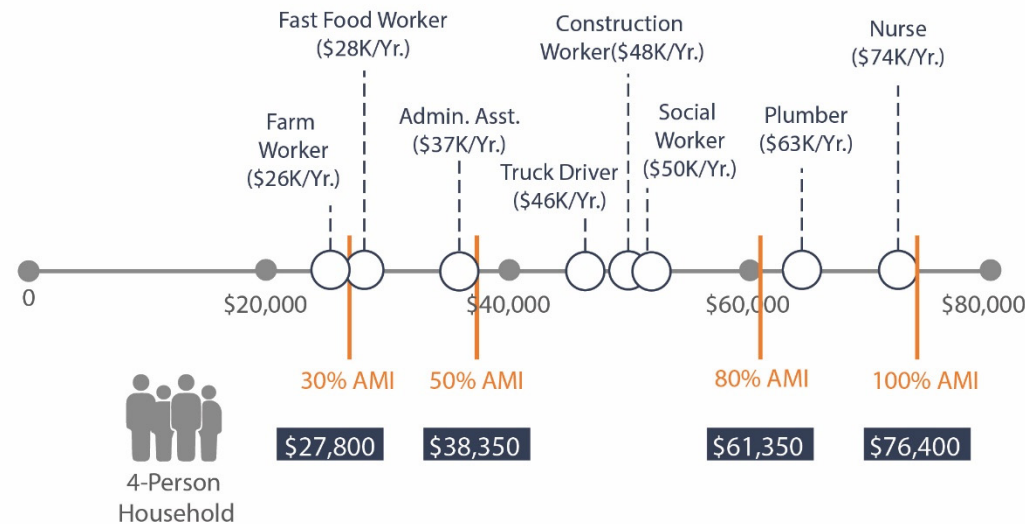 Fast Food Worker
($28K/Yr.)
Construction
Worker($48K/Yr.)
Nurse
($74K/Yr.)
Farm
Worker
($26K/Yr.)
Admin. Asst.
($37K/Yr.)
Truck Driver
($46K/Yr.)
Social
Worker
($50K/Yr.)
Plumber
($63K/Yr.)
0
$20,000
$40,000
$60,000
$80,000
30% AMI
50% AMI
80% AMI
100% AMI
$27,800
$38,350
$61,350
$76,400
4-Person
Household